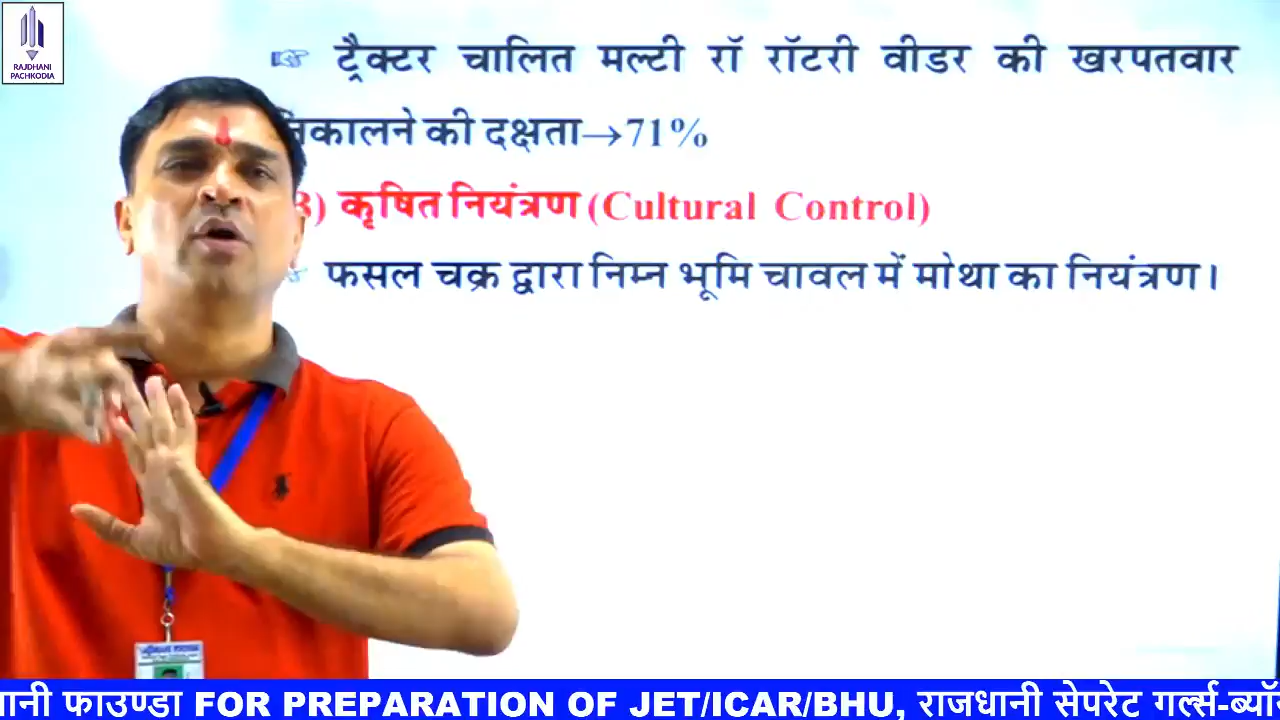 RAJDHANI
PACHKODIA
☞ ट्रैक्टर चालित मल्टी रॉ रॉटरी वीडर की खरपतवार
निकालने की दक्षता→71%
3) कृषित नियंत्रण (Cultural Control)
फसल चक्र द्वारा निम्न भूमि चावल में मोथा का नियंत्रण।
फाउण्डा FOR PREPARATION OF JET/ICAR/BHU, राजधानी सेपरेट गर्ल्स-